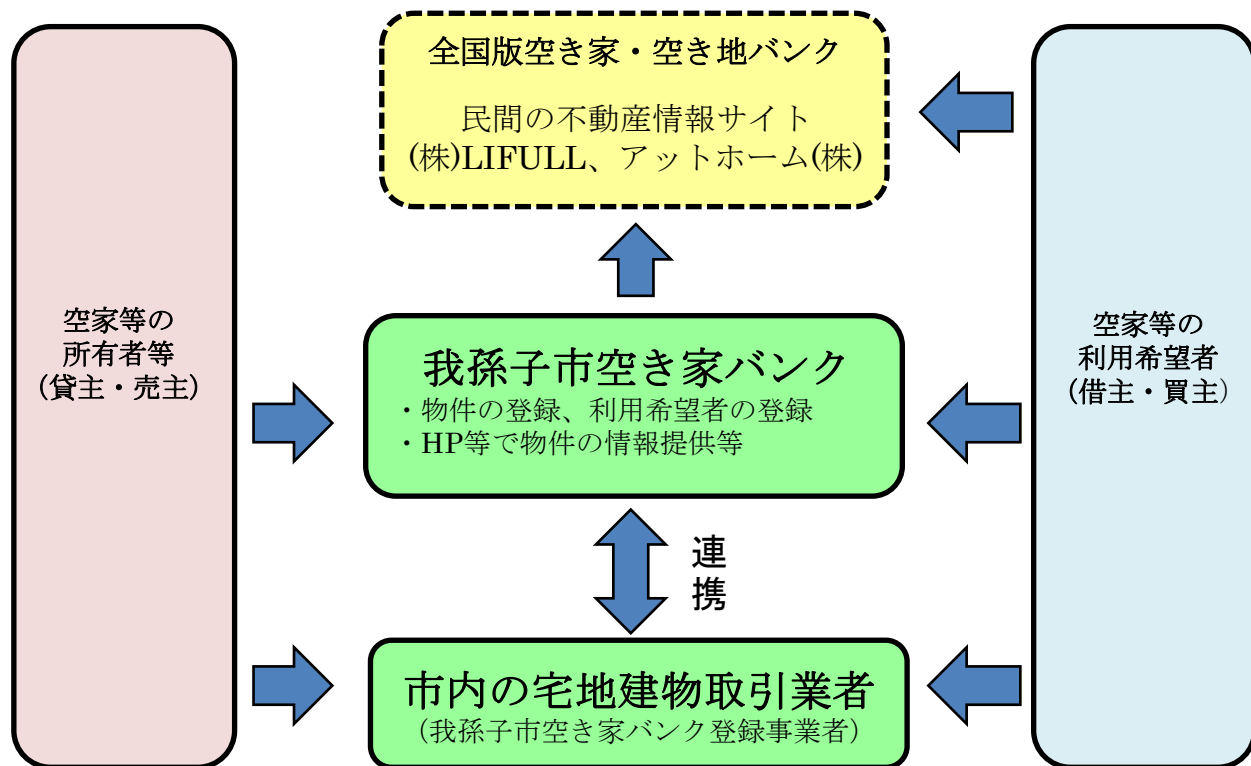 全国版空き家・空き地バンク
民間の不動産情報サイト
(株)LIFULL、アットホーム(株)
空家等の
所有者等
(貸主・売主)
我孫子市空き家バンク
・物件の登録、利用希望者の登録
・HP等で物件の情報提供等
空家等の
利用希望者
(借主・買主)
連
携
市内の宅地建物取引業者
(我孫子市空き家バンク登録事業者)